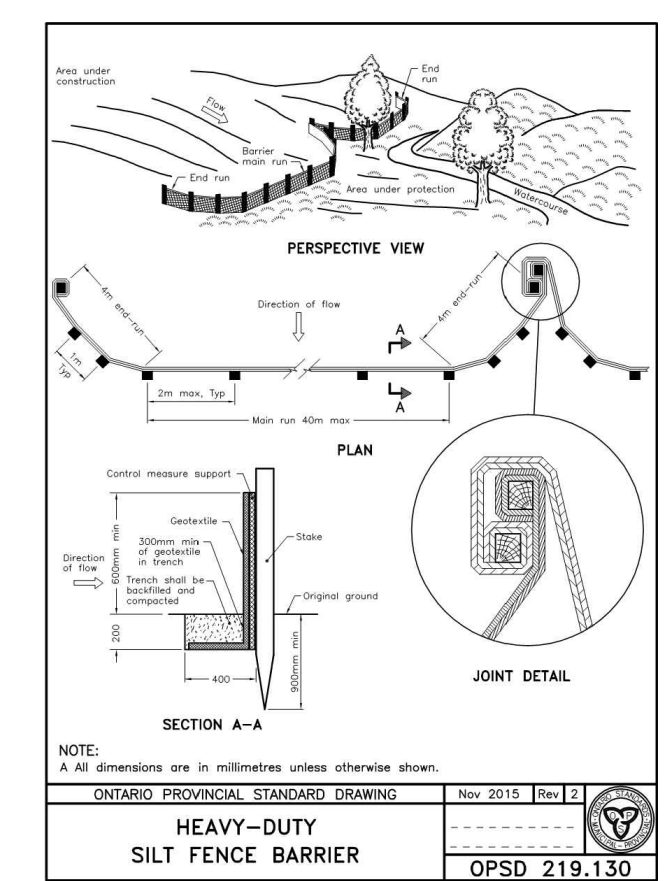 Area under
construction
Flow
End
run
Barrier
main run
End run
Area under protection
Watercourse
PERSPECTIVE VIEW
4m end-run
Direction of flow
4m end-run
1m
Typ
A
A
2m max, Typ
Main run 40m max
PLAN
Control measure support
Geotextile
300mm min
of geotextile
in trench
Trench shall be
backfilled and
compacted
Direction
of flow
600mm min
200
400
Stake
Original ground
900mm min
SECTION A-A
JOINT DETAIL
NOTE:
A All dimensions are in millimetres unless otherwise shown.
ONTARIO PROVINCIAL STANDARD DRAWING
Nov 2015 Rev 2
HEAVY-DUTY
SILT FENCE BARRIER
OPSD 219.130
ONTARIO STANDARDS
MUNICIPAL-PROVINCIAL
O P S